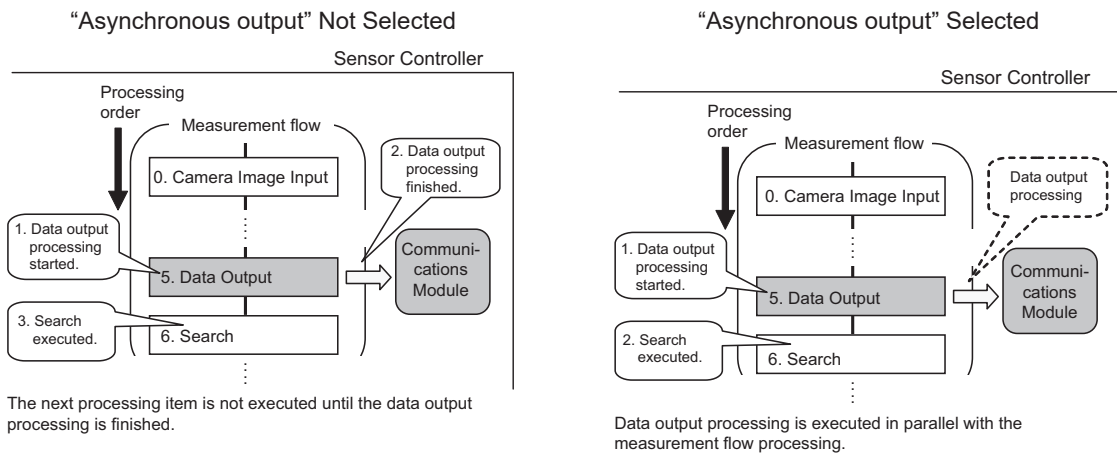 “Asynchronous output” Not Selected
Sensor Controller
Processing
order
Measurement flow
0. Camera Image Input
2. Data output
processing
finished.
1. Data output
processing
started.
5. Data Output
Communi-
cations
Module
3. Search
executed.
6. Search
The next processing item is not executed until the data output
processing is finished.
“Asynchronous output” Selected
Sensor Controller
Processing
order
Measurement flow
0. Camera Image Input
Data output
processing
1. Data output
processing
started.
5. Data Output
Communi-
cations
Module
2. Search
executed.
6. Search
Data output processing is executed in parallel with the
measurement flow processing.